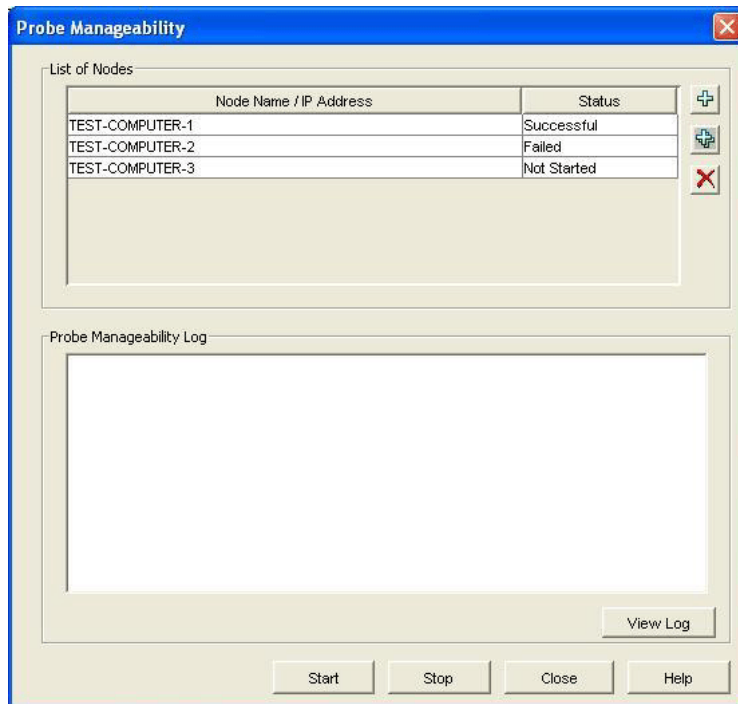 Probe Manageability
List of Nodes
Node Name / IP Address Status
TEST-COMPUTER-1 Successful
TEST-COMPUTER-2 Failed
TEST-COMPUTER-3 Not Started
Probe Manageability Log
View Log
Start Stop Close Help